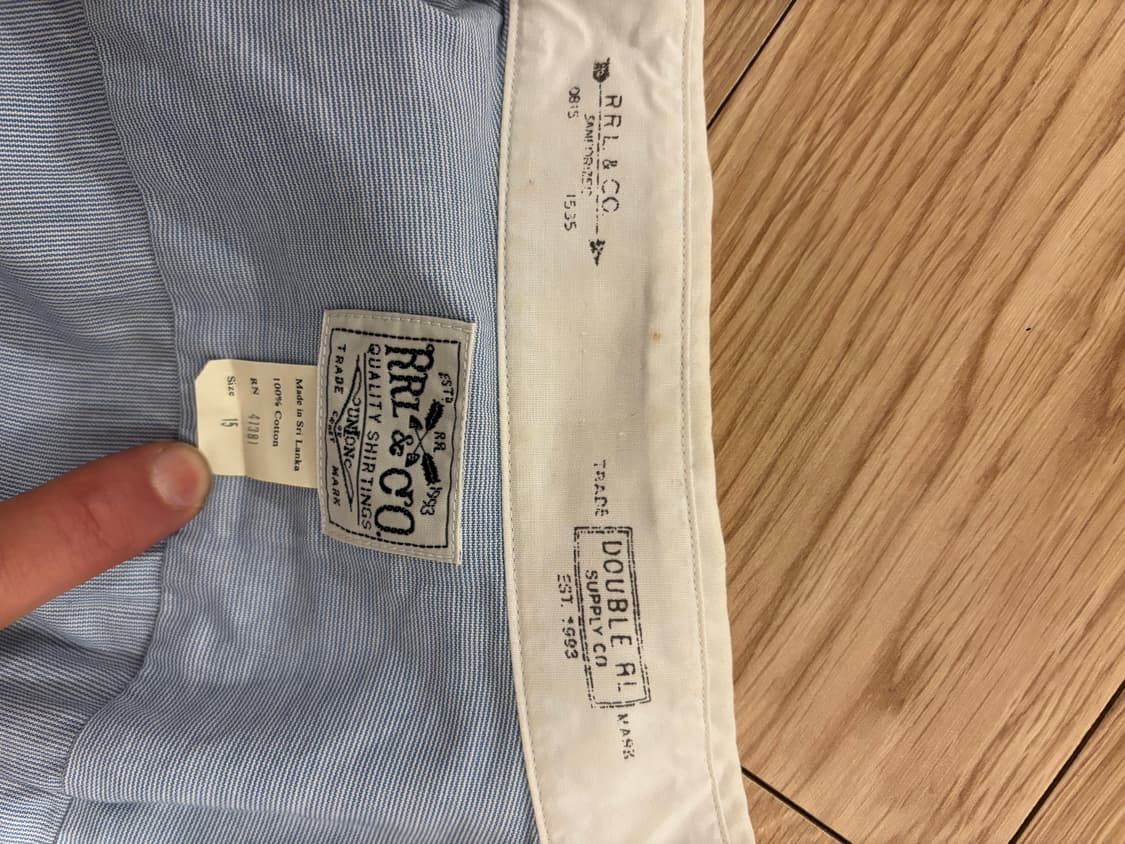 RRL & CO.
SANFORIZED
0815 1535
TRADE DOUBLE RL MARK
SUPPLY CO
EST. 1993
ESTD RR 1993
RRL & CO.
QUALITY SHIRTINGS
UNION
TRADE MARK
Made in Sri Lanka
100% Cotton
RN 41381
Size 15